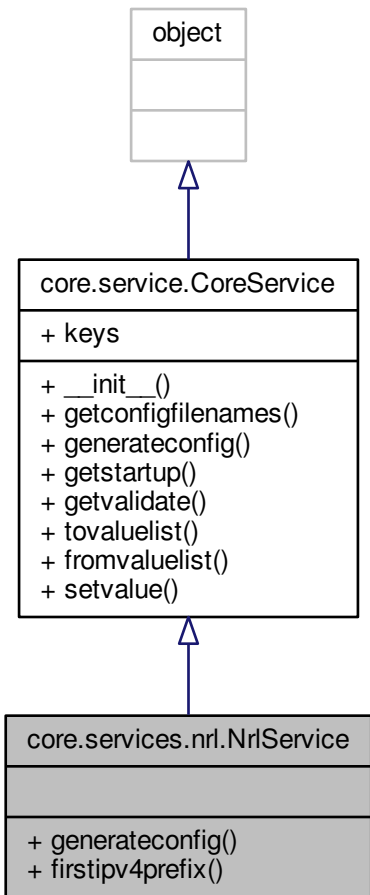 object
core.service.CoreService
+ keys
+ __init__()
+ getconfigfilenames()
+ generateconfig()
+ getstartup()
+ getvalidate()
+ tovaluelist()
+ fromvaluelist()
+ setvalue()
core.services.nrl.NrlService
+ generateconfig()
+ firstipv4prefix()